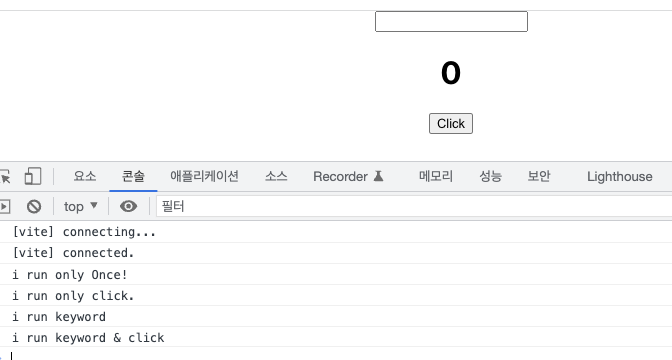 0
Click
요소 콘솔 애플리케이션 소스 Recorder 메모리 성능 보안 Lighthouse
top ▼ 필터
[vite] connecting...
[vite] connected.
i run only Once!
i run only click.
i run keyword
i run keyword & click